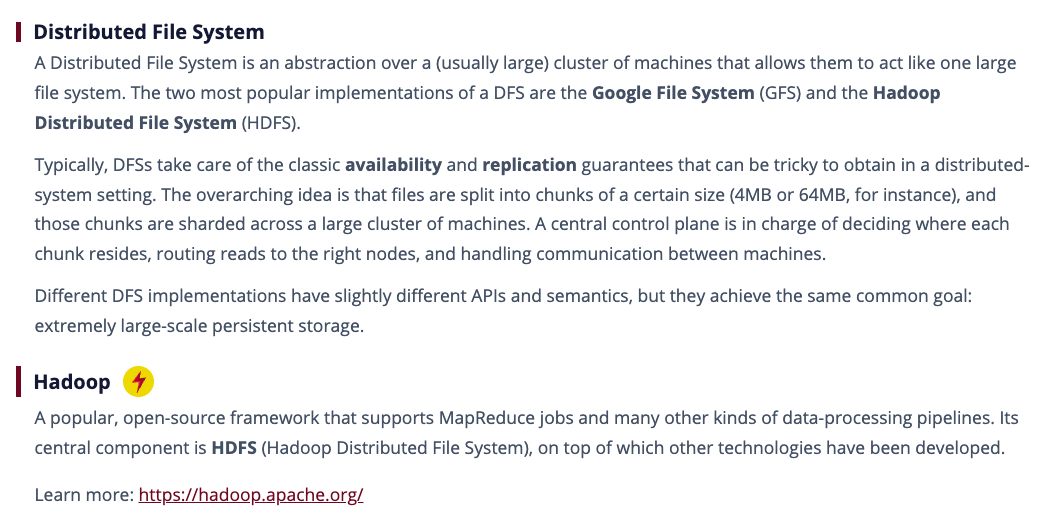 Distributed File System
A Distributed File System is an abstraction over a (usually large) cluster of machines that allows them to act like one large
file system. The two most popular implementations of a DFS are the Google File System (GFS) and the Hadoop
Distributed File System (HDFS).
Typically, DFSs take care of the classic availability and replication guarantees that can be tricky to obtain in a distributed-
system setting. The overarching idea is that files are split into chunks of a certain size (4MB or 64MB, for instance), and
those chunks are sharded across a large cluster of machines. A central control plane is in charge of deciding where each
chunk resides, routing reads to the right nodes, and handling communication between machines.
Different DFS implementations have slightly different APIs and semantics, but they achieve the same common goal:
extremely large-scale persistent storage.
Hadoop
A popular, open-source framework that supports MapReduce jobs and many other kinds of data-processing pipelines. Its
central component is HDFS (Hadoop Distributed File System), on top of which other technologies have been developed.
Learn more: https://hadoop.apache.org/